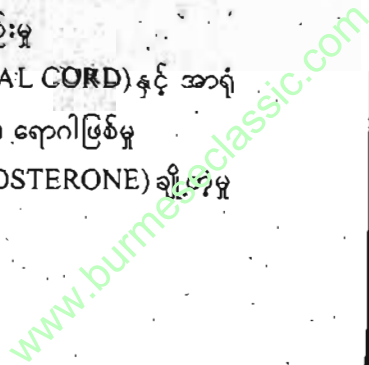 းမှု
AL CORD) နှင့် အာရုံ
ရောဂါဖြစ်မှု
OSTERONE) ချို့တဲ့မှု
www.burmeseclassic.com